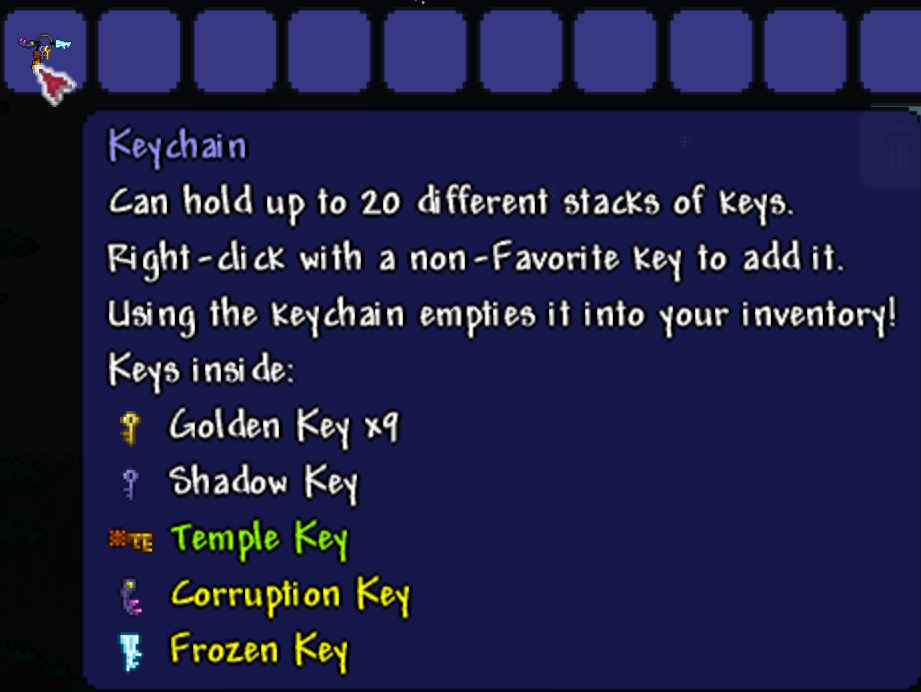 Keychain
Can hold up to 20 different stacks of keys.
Right-click with a non-Favorite key to add it.
Using the keychain empties it into your inventory!
Keys inside:
Golden Key x9
Shadow Key
Temple Key
Corruption Key
Frozen Key